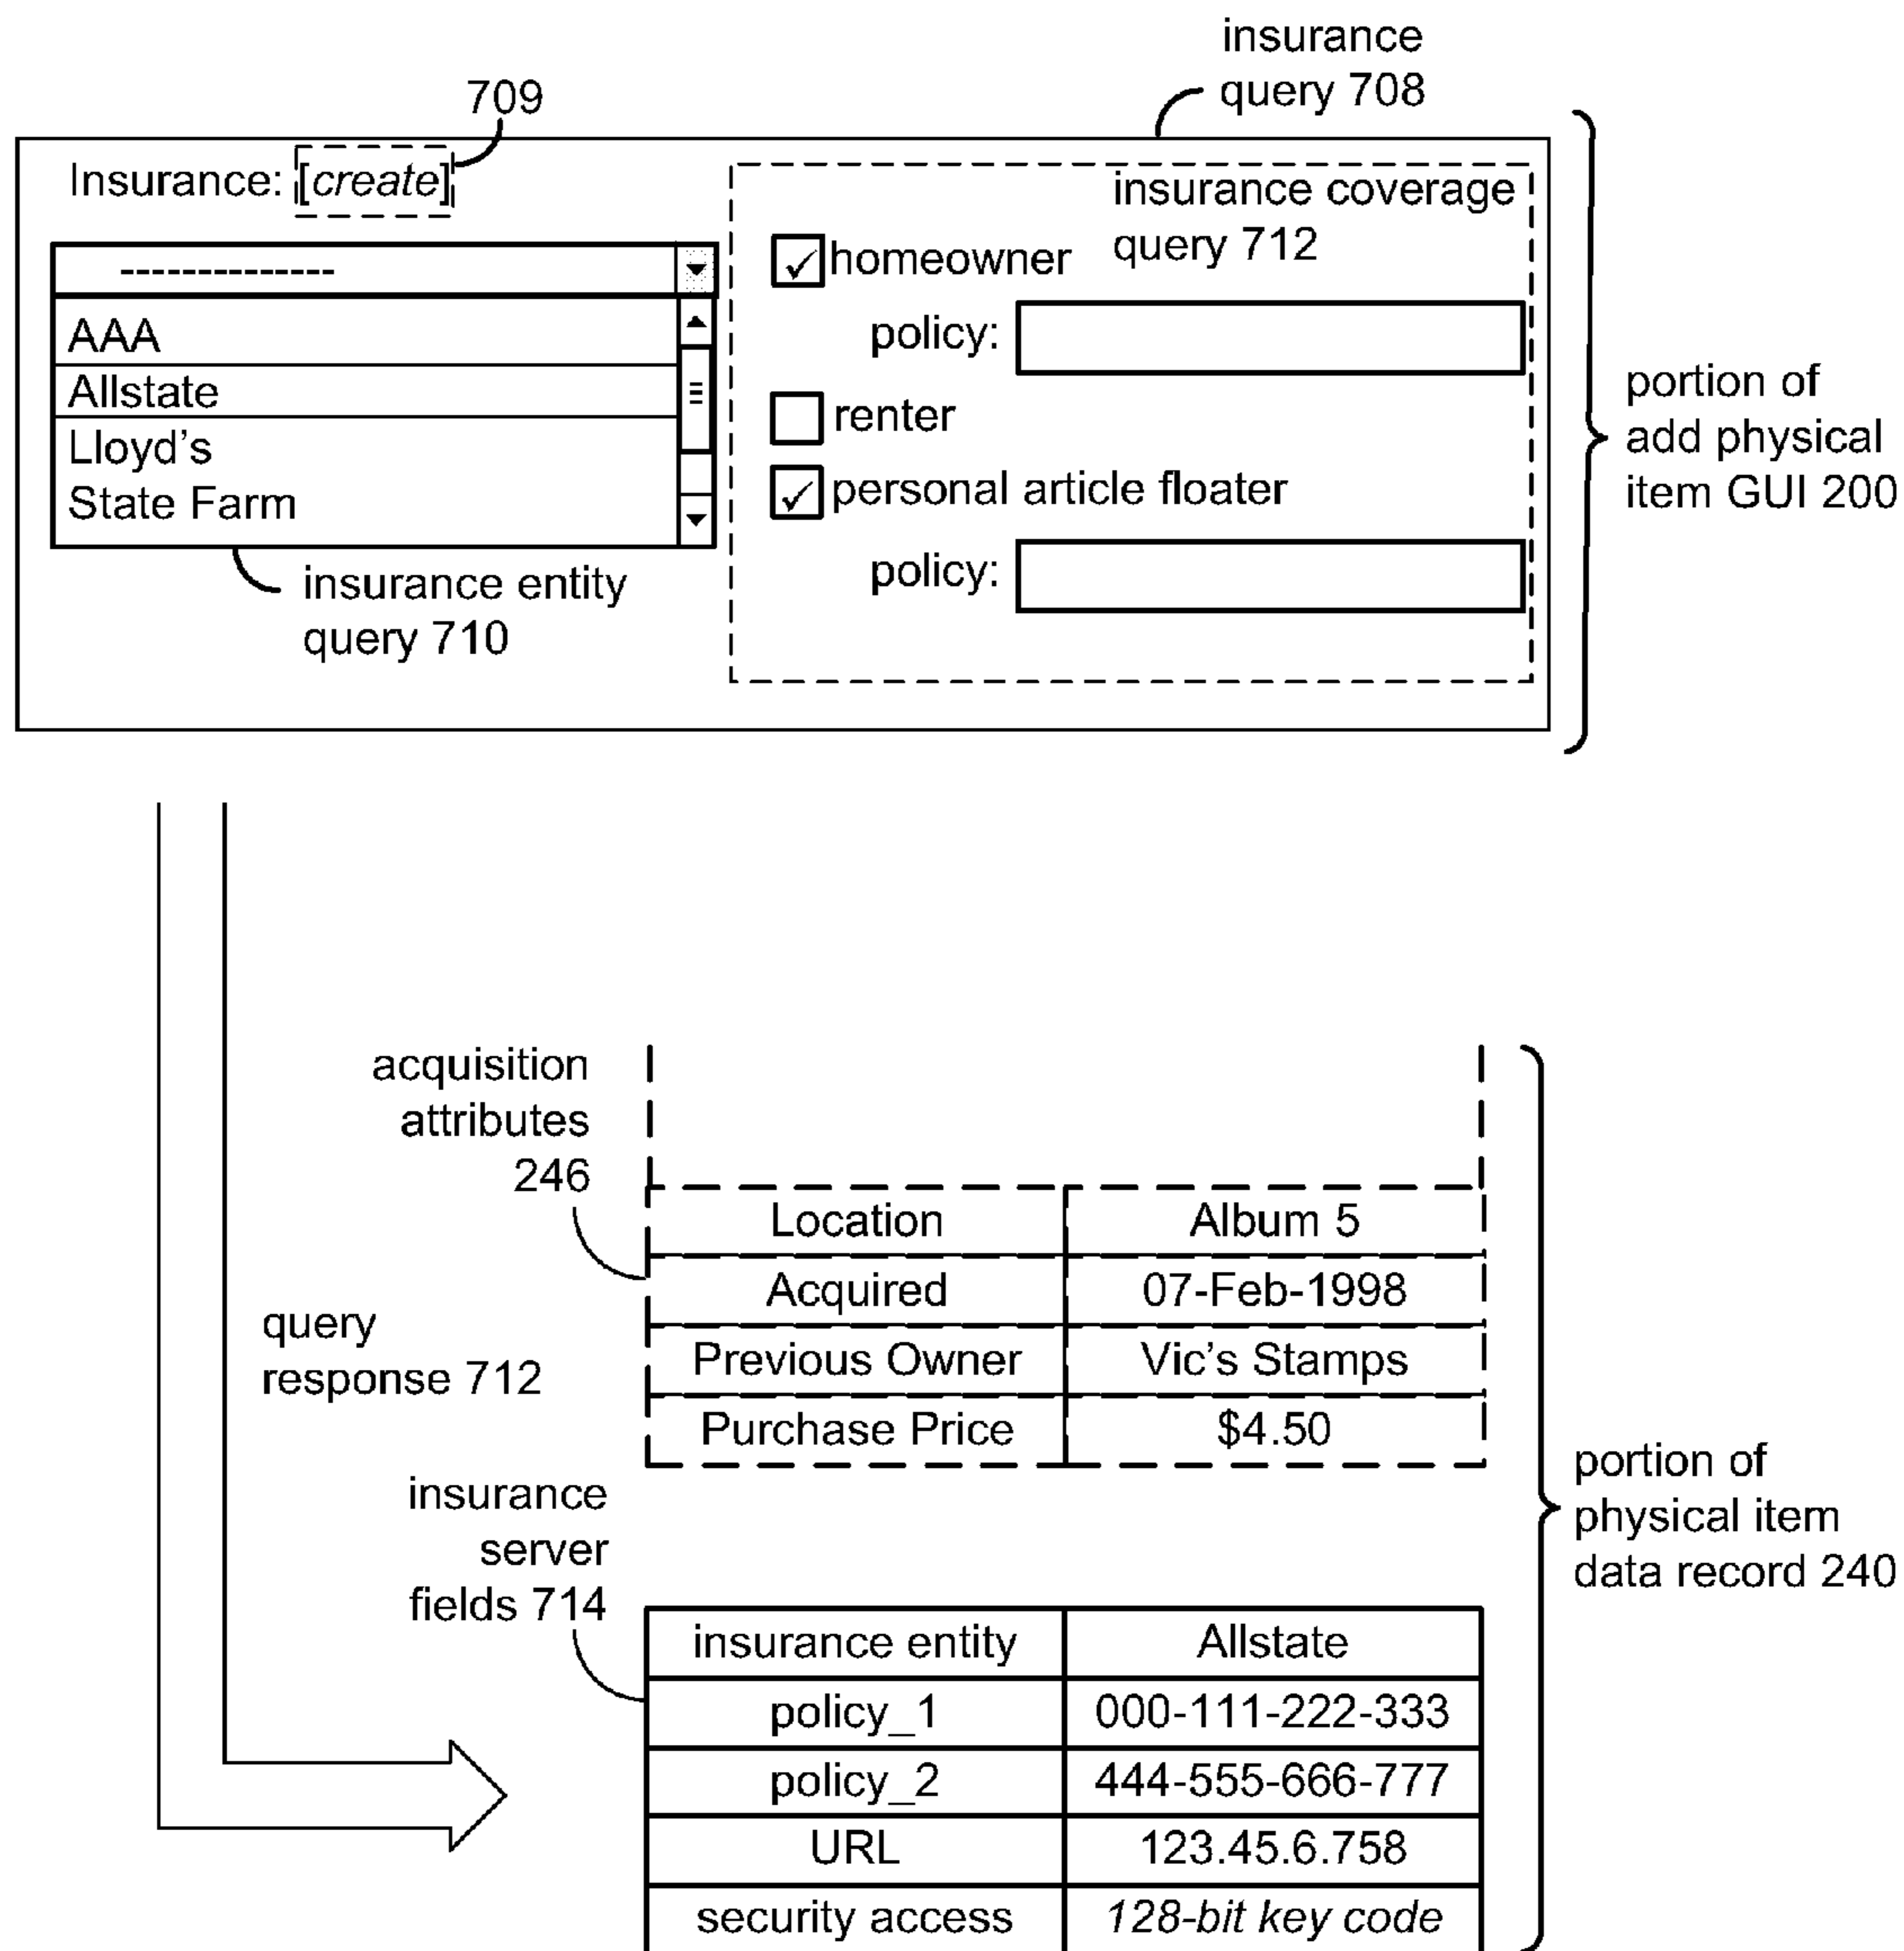 insurance
query 708
709
Insurance: [create]
insurance coverage
query 712
---------------
AAA
Allstate
Lloyd's
State Farm
homeowner
policy:
renter
personal article floater
policy:
insurance entity
query 710
portion of
add physical
item GUI 200
acquisition
attributes
246
Location Album 5
Acquired 07-Feb-1998
Previous Owner Vic's Stamps
Purchase Price $4.50
query
response 712
insurance
server
fields 714
insurance entity Allstate
policy_1 000-111-222-333
policy_2 444-555-666-777
URL 123.45.6.758
security access 128-bit key code
portion of
physical item
data record 240